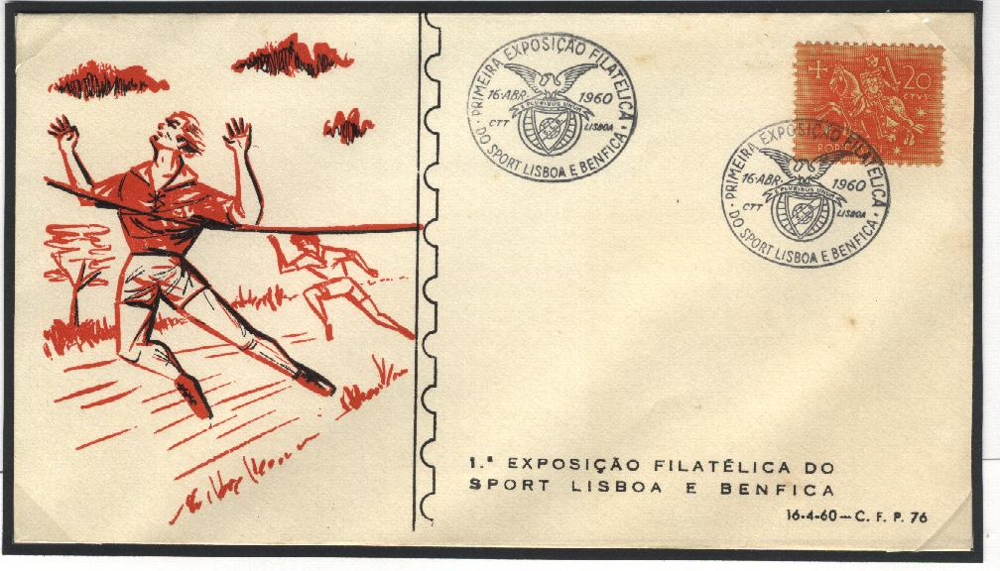 PRIMEIRA EXPOSIÇÃO FILATÉLICA
16·ABR· 1960
E PLURIBUS UNUM
CTT LISBOA
DO SPORT LISBOA E BENFICA
20
CTVS
PRIMEIRA EXPOSIÇÃO FILATÉLICA
16·ABR· 1960
E PLURIBUS UNUM
CTT LISBOA
DO SPORT LISBOA E BENFICA
1.ª EXPOSIÇÃO FILATÉLICA DO
SPORT LISBOA E BENFICA
16-4-60 — C. F. P. 76